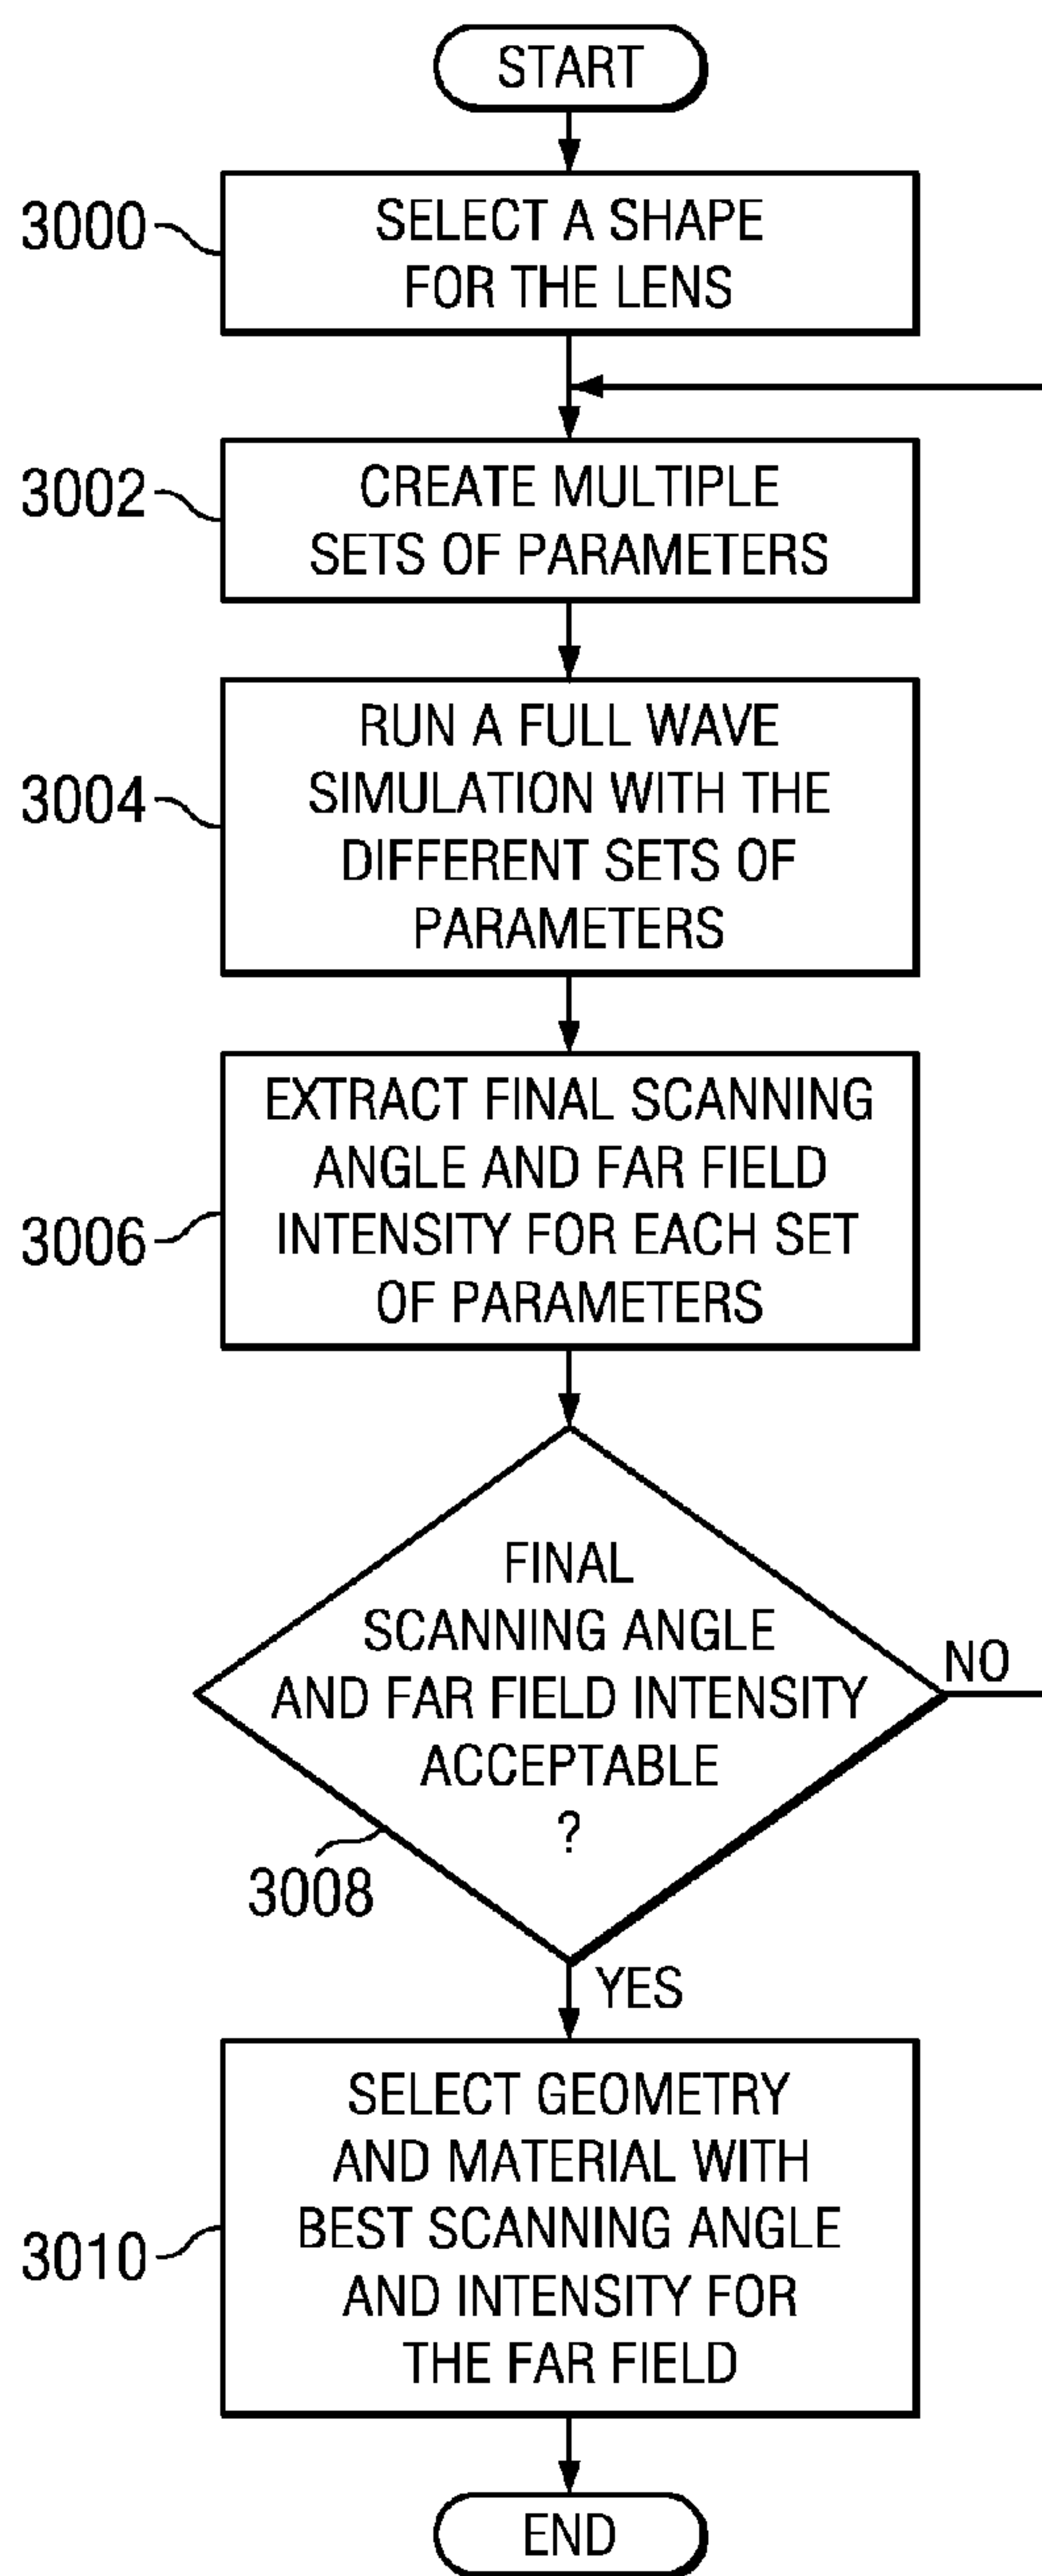 START
3000
SELECT A SHAPE
FOR THE LENS
3002
CREATE MULTIPLE
SETS OF PARAMETERS
3004
RUN A FULL WAVE
SIMULATION WITH THE
DIFFERENT SETS OF
PARAMETERS
3006
EXTRACT FINAL SCANNING
ANGLE AND FAR FIELD
INTENSITY FOR EACH SET
OF PARAMETERS
FINAL
SCANNING ANGLE
AND FAR FIELD INTENSITY
ACCEPTABLE
?
NO
3008
YES
3010
SELECT GEOMETRY
AND MATERIAL WITH
BEST SCANNING ANGLE
AND INTENSITY FOR
THE FAR FIELD
END